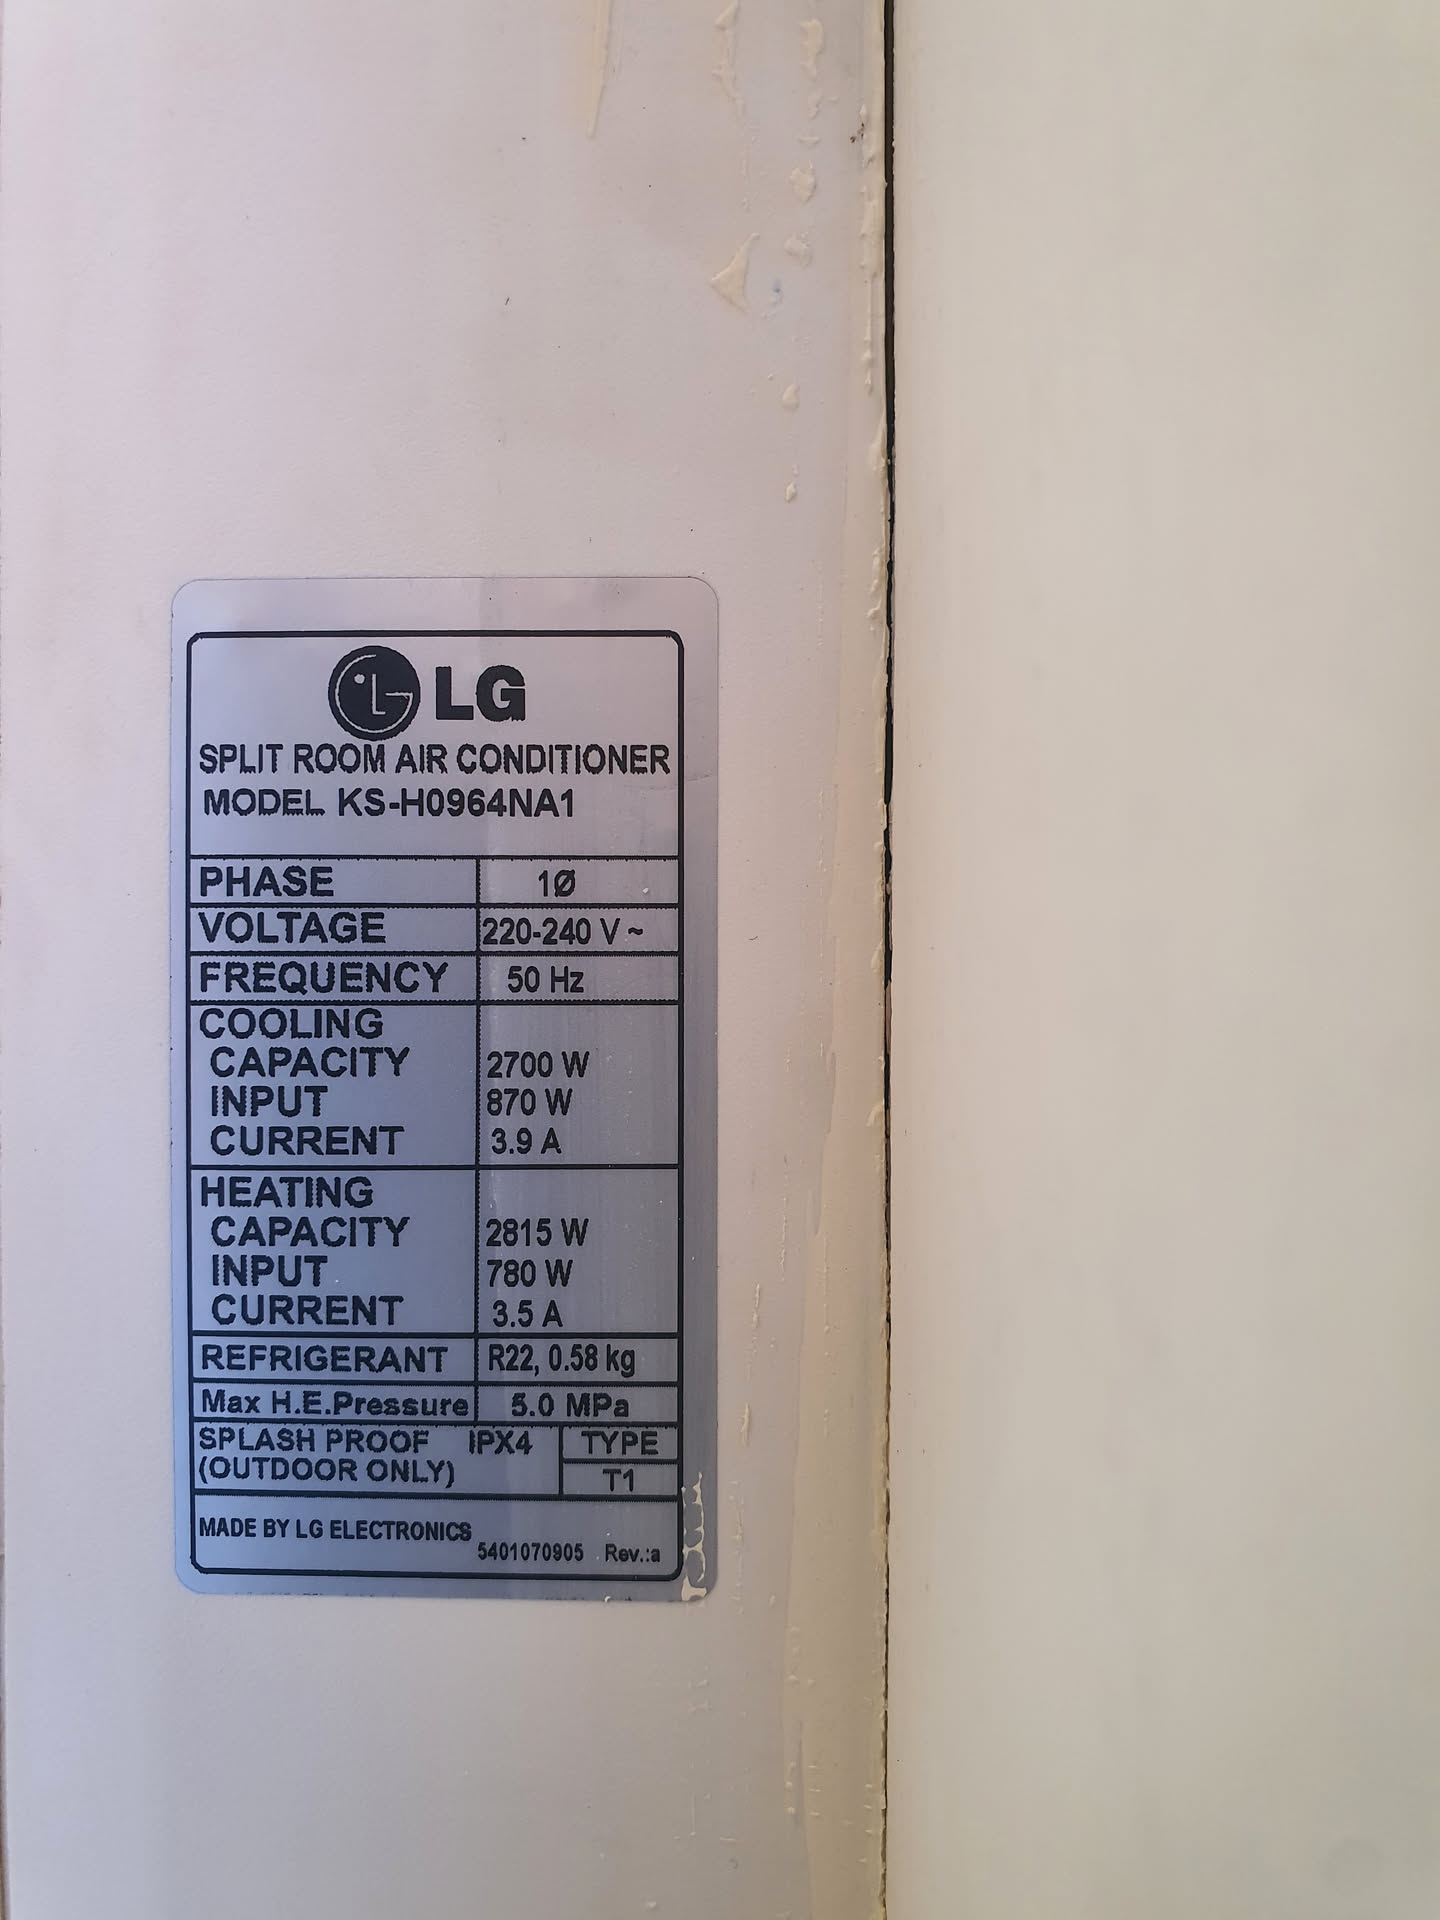 LG
SPLIT ROOM AIR CONDITIONER
MODEL KS-H0964NA1
PHASE 1Ø
VOLTAGE 220-240 V ~
FREQUENCY 50 Hz
COOLING
CAPACITY 2700 W
INPUT 870 W
CURRENT 3.9 A
HEATING
CAPACITY 2815 W
INPUT 780 W
CURRENT 3.5 A
REFRIGERANT R22, 0.58 kg
Max H.E.Pressure 5.0 MPa
SPLASH PROOF IPX4 TYPE
(OUTDOOR ONLY) T1
MADE BY LG ELECTRONICS
5401070905 Rev.:a